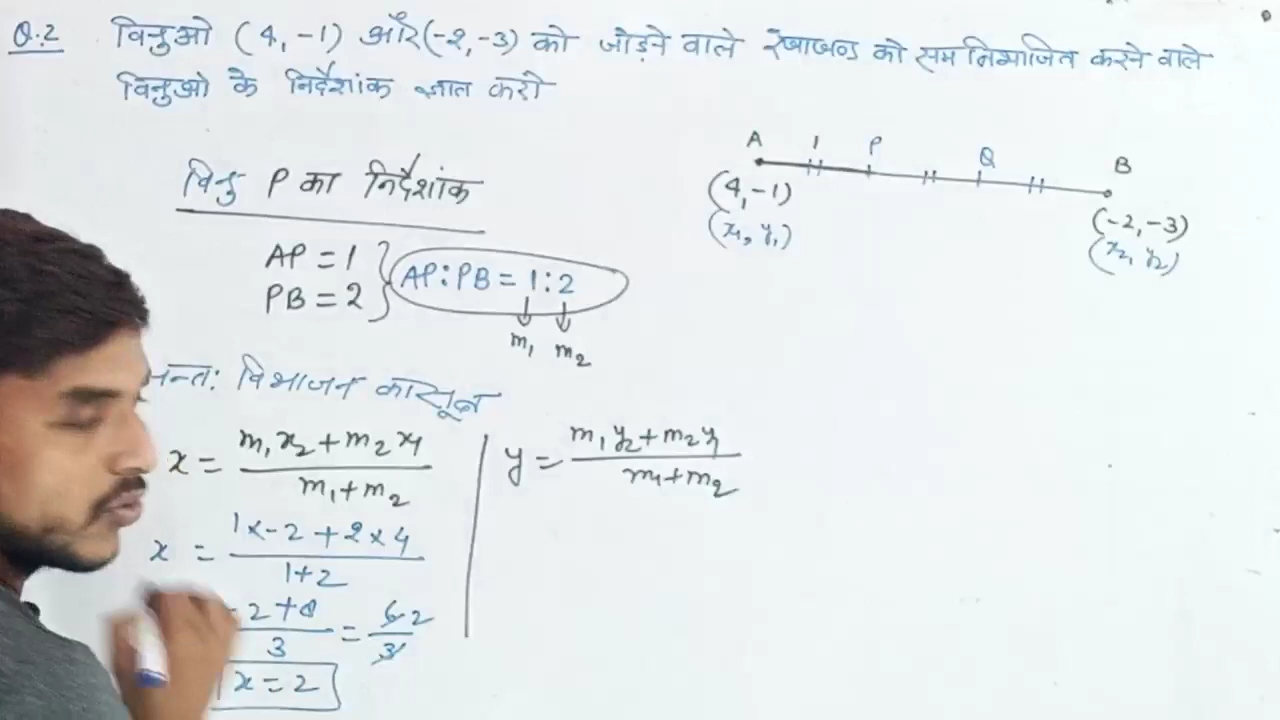 Q.2 विन्दुओ (4, -1) और (-2, -3) को जोड़ने वाले रेखाखण्ड को सम त्रिभाजित करने वाले
विन्दुओ के निर्देशांक ज्ञात करो
A 1 P Q B
(4, -1) (-2, -3)
(x₁, y₁) (x₂, y₂)
विन्दु P का निर्देशांक
AP = 1
PB = 2
AP:PB = 1:2
m₁ m₂
न्त: विभाजन का सूत्र
x = m₁x₂+m₂x₁ / m₁+m₂
y = m₁y₂+m₂y₁ / m₁+m₂
x = 1×-2+2×4 / 1+2
-2+8 / 3 = 6 2 / 3
x = 2